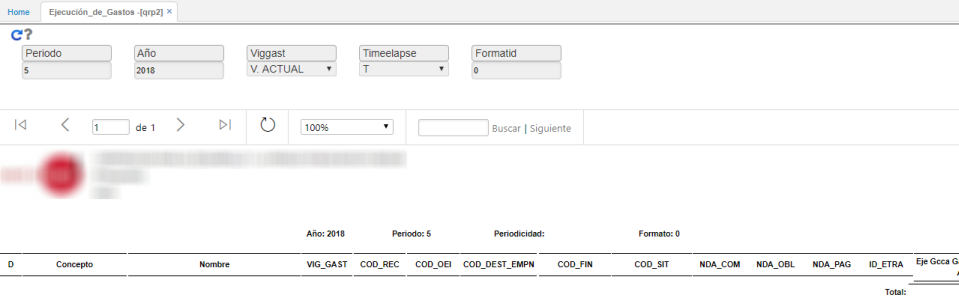 Home Ejecución_de_Gastos -[qrp2] ×
?
Periodo Año Viggast Timeelapse Formatid
5 2018 V. ACTUAL T 0
1 de 1 100% Buscar | Siguiente
Año: 2018 Periodo: 5 Periodicidad: Formato: 0
D Concepto Nombre VIG_GAST COD_REC COD_OEI COD_DEST_EMPN COD_FIN COD_SIT NDA_COM NDA_OBL NDA_PAG ID_ETRA Eje Gcca Ga
A
Total: